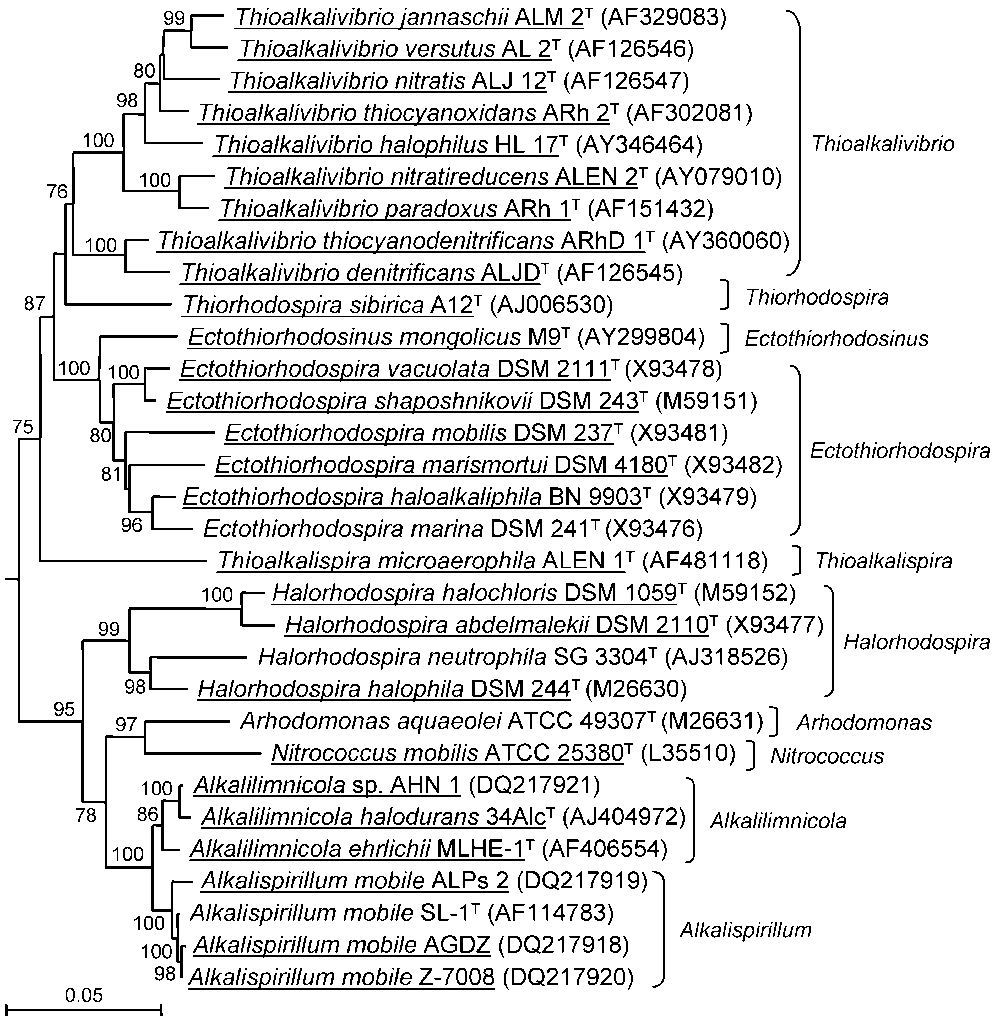 99 Thioalkalivibrio jannaschii ALM 2ᵀ (AF329083)
Thioalkalivibrio versutus AL 2ᵀ (AF126546)
80 Thioalkalivibrio nitratis ALJ 12ᵀ (AF126547)
98 Thioalkalivibrio thiocyanoxidans ARh 2ᵀ (AF302081)
100 Thioalkalivibrio halophilus HL 17ᵀ (AY346464) Thioalkalivibrio
76 100 Thioalkalivibrio nitratireducens ALEN 2ᵀ (AY079010)
Thioalkalivibrio paradoxus ARh 1ᵀ (AF151432)
100 Thioalkalivibrio thiocyanodenitrificans ARhD 1ᵀ (AY360060)
Thioalkalivibrio denitrificans ALJDᵀ (AF126545)
87 Thiorhodospira sibirica A12ᵀ (AJ006530) Thiorhodospira
Ectothiorhodosinus mongolicus M9ᵀ (AY299804) Ectothiorhodosinus
100 100 Ectothiorhodospira vacuolata DSM 2111ᵀ (X93478)
Ectothiorhodospira shaposhnikovii DSM 243ᵀ (M59151)
75 80 Ectothiorhodospira mobilis DSM 237ᵀ (X93481) Ectothiorhodospira
81 Ectothiorhodospira marismortui DSM 4180ᵀ (X93482)
Ectothiorhodospira haloalkaliphila BN 9903ᵀ (X93479)
96 Ectothiorhodospira marina DSM 241ᵀ (X93476)
Thioalkalispira microaerophila ALEN 1ᵀ (AF481118) Thioalkalispira
100 Halorhodospira halochloris DSM 1059ᵀ (M59152)
99 Halorhodospira abdelmalekii DSM 2110ᵀ (X93477) Halorhodospira
Halorhodospira neutrophila SG 3304ᵀ (AJ318526)
98 Halorhodospira halophila DSM 244ᵀ (M26630)
95 97 Arhodomonas aquaeolei ATCC 49307ᵀ (M26631) Arhodomonas
Nitrococcus mobilis ATCC 25380ᵀ (L35510) Nitrococcus
100 Alkalilimnicola sp. AHN 1 (DQ217921)
78 86 Alkalilimnicola halodurans 34Alcᵀ (AJ404972) Alkalilimnicola
100 Alkalilimnicola ehrlichii MLHE-1ᵀ (AF406554)
Alkalispirillum mobile ALPs 2 (DQ217919)
100 Alkalispirillum mobile SL-1ᵀ (AF114783) Alkalispirillum
100 Alkalispirillum mobile AGDZ (DQ217918)
98 Alkalispirillum mobile Z-7008 (DQ217920)
0.05